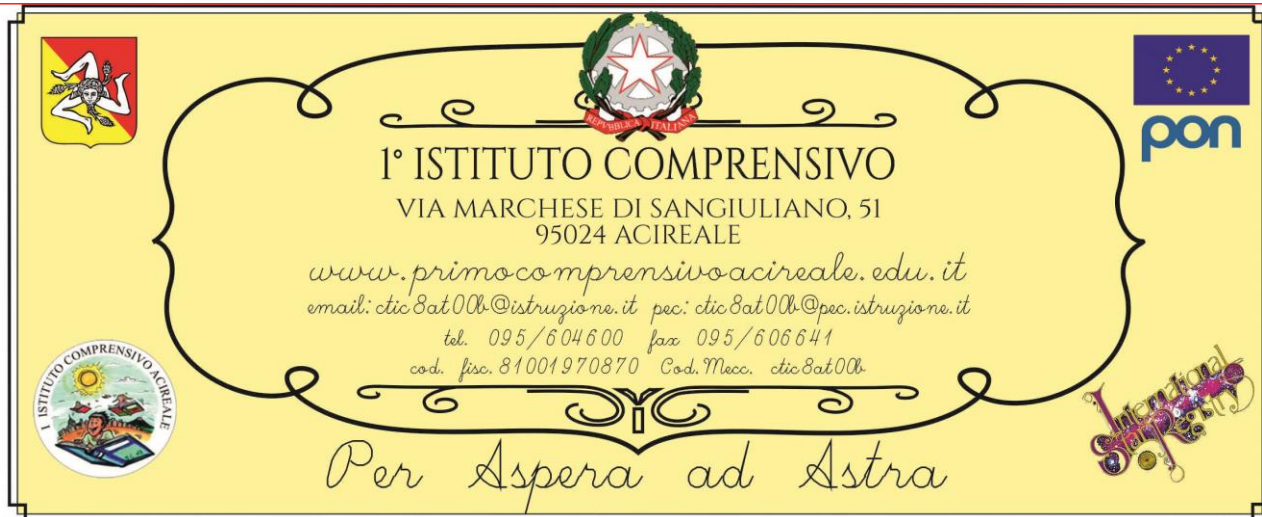 REPVBBLICA ITALIANA
pon
1° ISTITUTO COMPRENSIVO
VIA MARCHESE DI SANGIULIANO, 51
95024 ACIREALE
www.primocomprensivoacireale.edu.it
email: ctic8at00b@istruzione.it pec: ctic8at00b@pec.istruzione.it
tel. 095/604600 fax 095/606641
cod. fisc. 81001970870 Cod. Mecc. ctic8at00b
1 ISTITUTO COMPRENSIVO ACIREALE
International
Star Registry
Per Aspera ad Astra